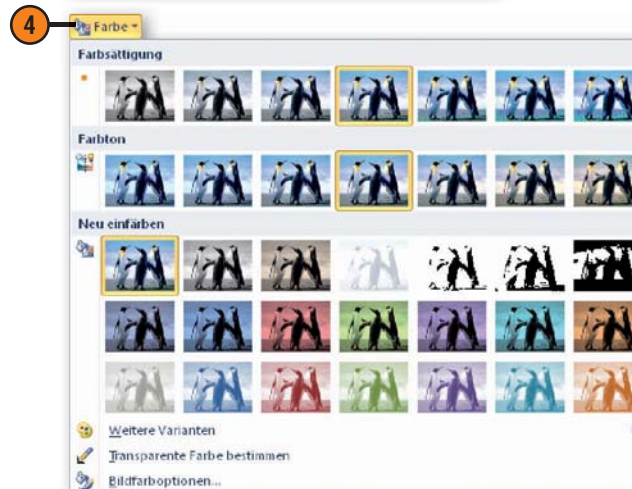 4
Farbe
Farbsättigung
Farbton
Neu einfärben
Weitere Varianten
Transparente Farbe bestimmen
Bildfarboptionen...